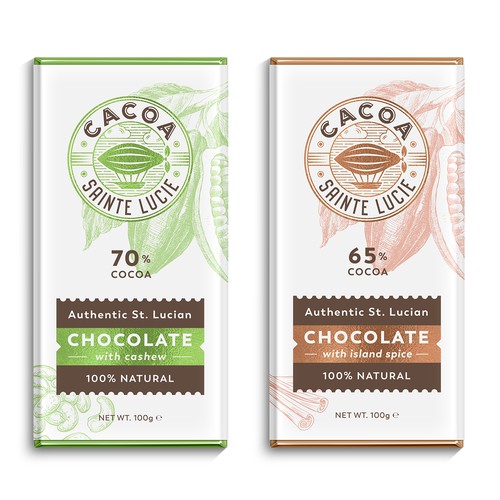 CACOA
SAINTE LUCIE
70%
COCOA
Authentic St. Lucian
CHOCOLATE
with cashew
100% NATURAL
NET WT. 100g ℮
CACOA
SAINTE LUCIE
65%
COCOA
Authentic St. Lucian
CHOCOLATE
with island spice
100% NATURAL
NET WT. 100g ℮